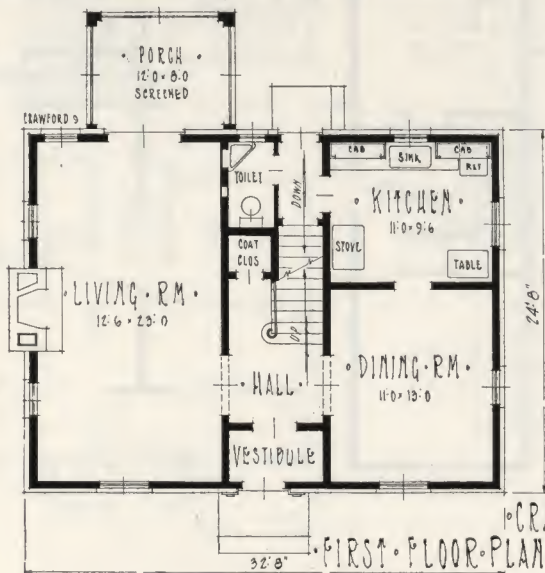 · PORCH ·
12·0 × 8·0
SCREENED
CRAWFORD 9
CAB
SINK
CAB
REF
TOILET
DOWN
· KITCHEN ·
11·0 × 9·6
COAT
CLOS
STOVE
TABLE
· LIVING · RM ·
12·6 × 23·0
UP
24'8"
HALL
· DINING · RM ·
11·0 × 13·0
VESTIBULE
32'8"
· FIRST · FLOOR · PLAN